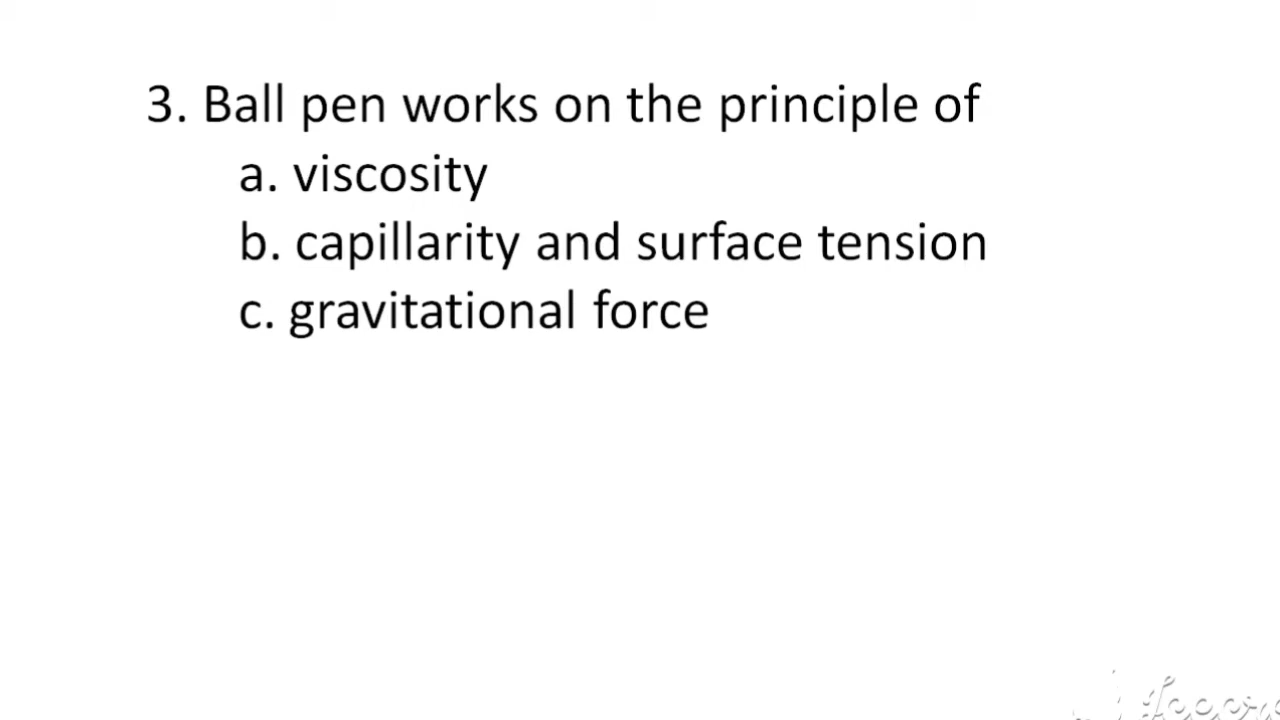 3. Ball pen works on the principle of
a. viscosity
b. capillarity and surface tension
c. gravitational force